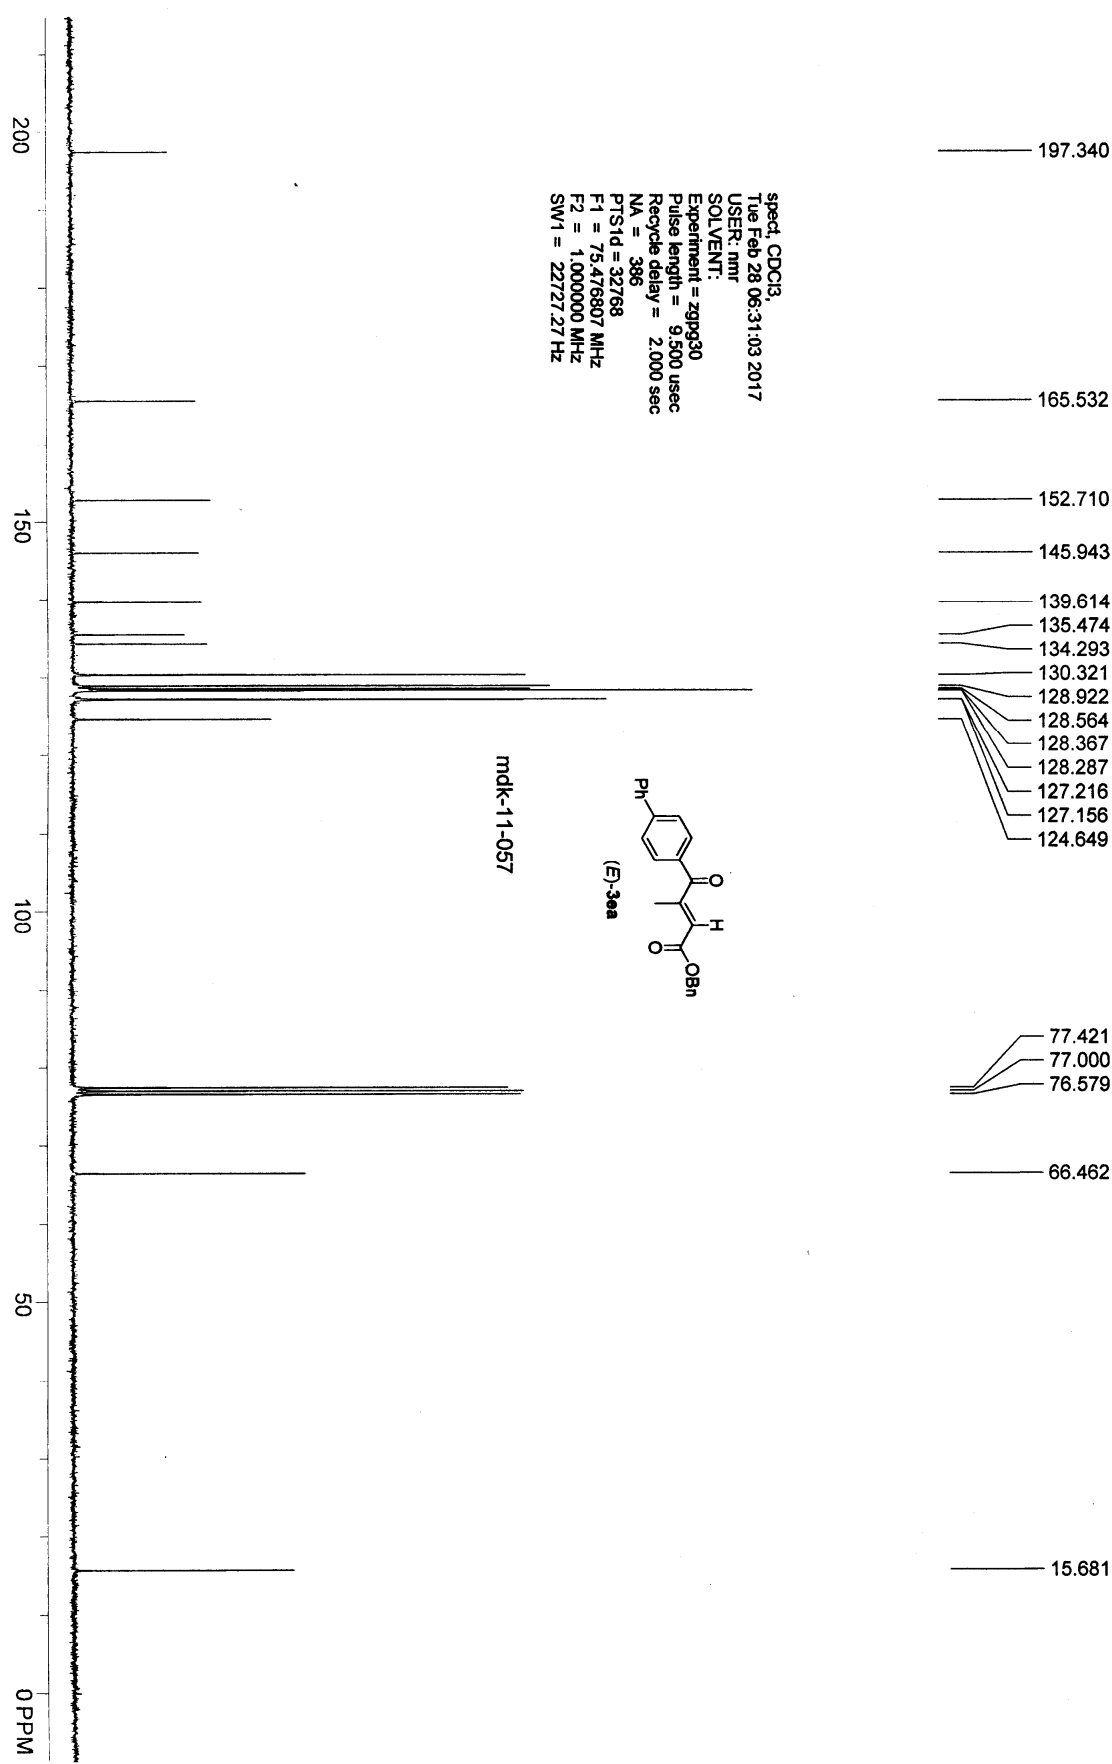 197.340
165.532
152.710
145.943
139.614
135.474
134.293
130.321
128.922
128.564
128.367
128.287
127.216
127.156
124.649
77.421
77.000
76.579
66.462
15.681
spect, CDCl3,
Tue Feb 28 06:31:03 2017
USER: nmr
SOLVENT:
Experiment = zgpg30
Pulse length = 9.500 usec
Recycle delay = 2.000 sec
NA = 386
PTS1d = 32768
F1 = 75.476807 MHz
F2 = 1.000000 MHz
SW1 = 22727.27 Hz
O
H
Ph
O
OBn
(E)-3ea
mdk-11-057
200
150
100
50
0 PPM